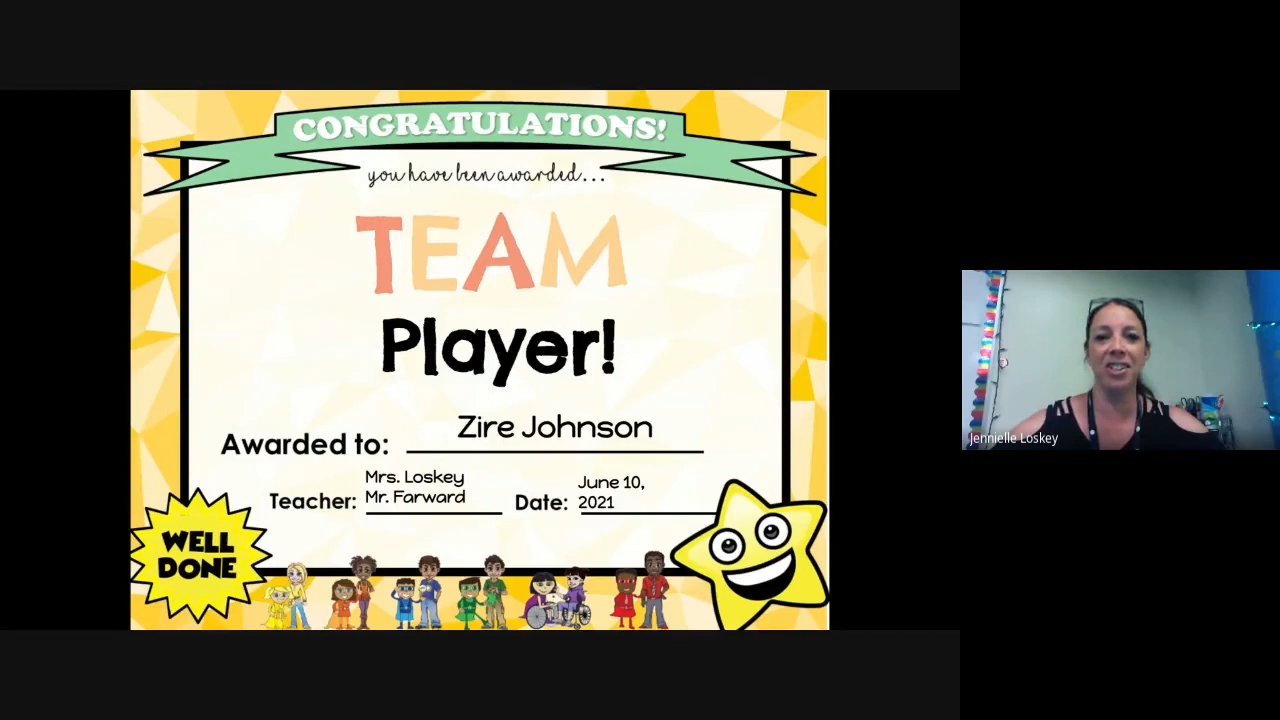 CONGRATULATIONS!
you have been awarded...
TEAM
Player!
Awarded to: Zire Johnson
Teacher: Mrs. Loskey
Mr. Farward
Date: June 10,
2021
WELL
DONE
Jennielle Loskey